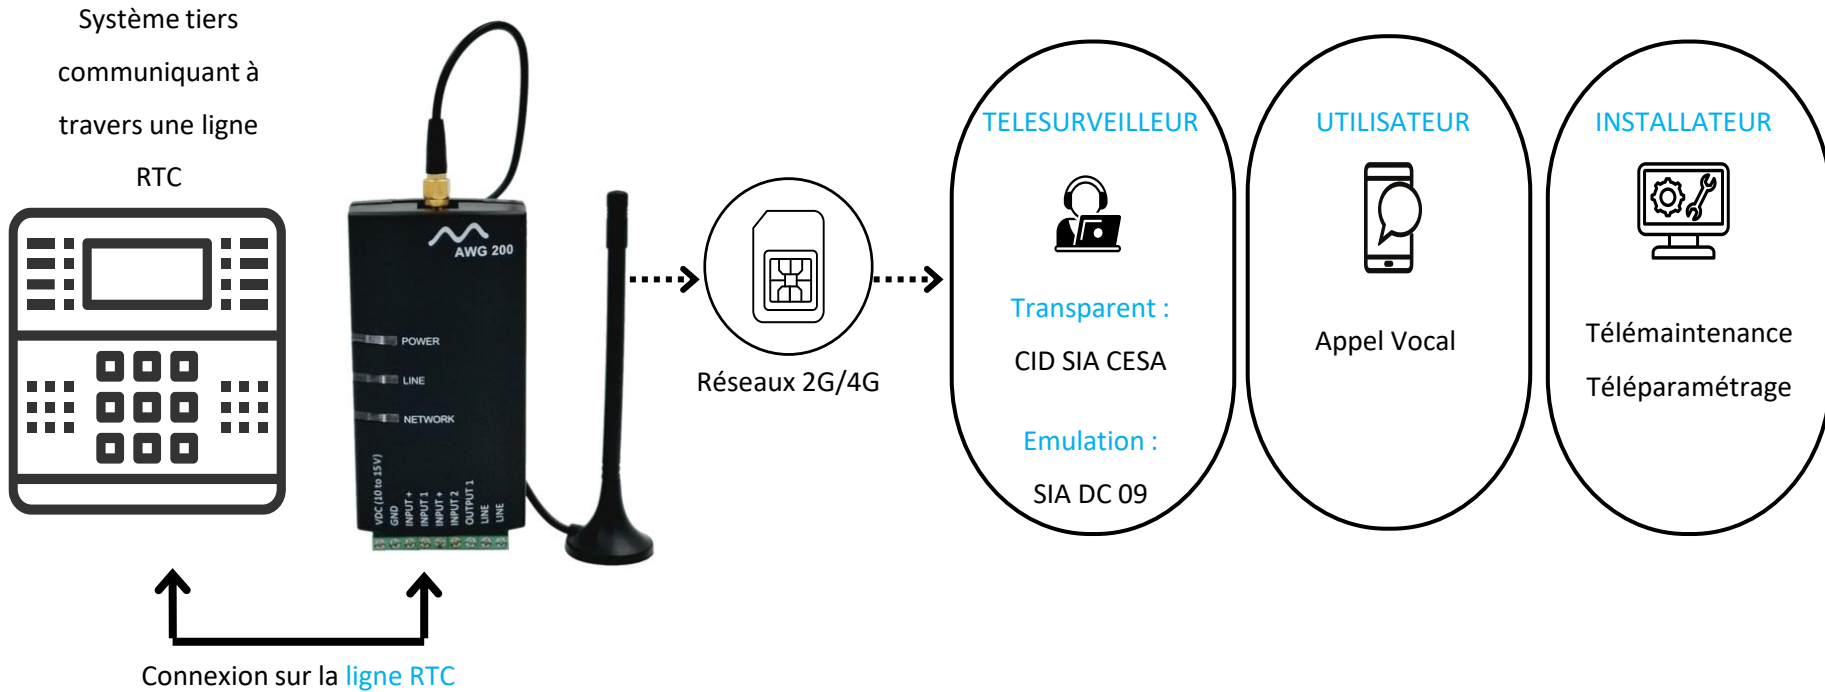 Système tiers
communiquant à
travers une ligne
RTC
AWG 200
POWER
LINE
NETWORK
VDC (10 to 15 V)
GND
INPUT +
INPUT 1
INPUT +
INPUT 2
OUTPUT 1
LINE
LINE
Connexion sur la ligne RTC
Réseaux 2G/4G
TELESURVEILLEUR
Transparent :
CID SIA CESA
Emulation :
SIA DC 09
UTILISATEUR
Appel Vocal
INSTALLATEUR
Télémaintenance
Téléparamétrage